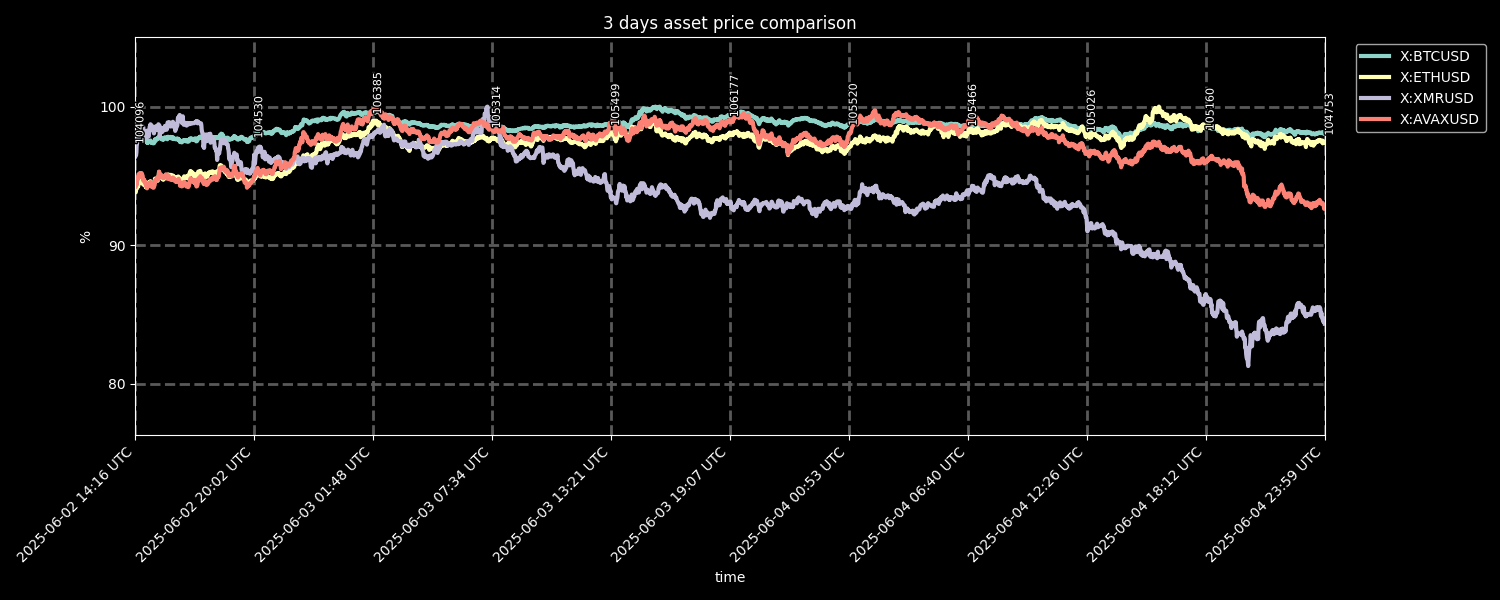 3 days asset price comparison
X:BTCUSD
X:ETHUSD
X:XMRUSD
X:AVAXUSD
%
100
90
80
104096
104530
106385
105314
105499
106177
105520
105466
105026
105160
104753
2025-06-02 14:16 UTC
2025-06-02 20:02 UTC
2025-06-03 01:48 UTC
2025-06-03 07:34 UTC
2025-06-03 13:21 UTC
2025-06-03 19:07 UTC
2025-06-04 00:53 UTC
2025-06-04 06:40 UTC
2025-06-04 12:26 UTC
2025-06-04 18:12 UTC
2025-06-04 23:59 UTC
time